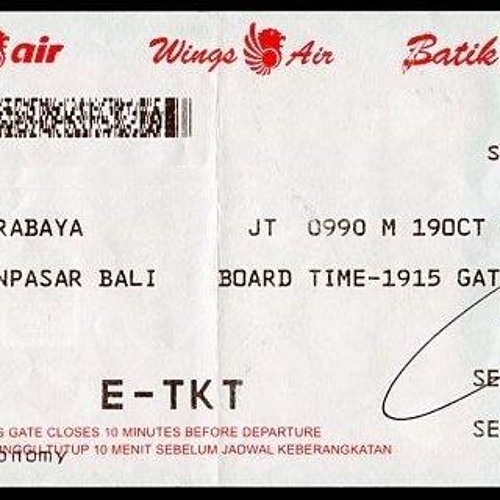 air Wings Air Batik
S
RABAYA JT 0990 M 19OCT
NPASAR BALI BOARD TIME-1915 GAT
E-TKT
SE
S GATE CLOSES 10 MINUTES BEFORE DEPARTURE
SE
NGGU TUTUP 10 MENIT SEBELUM JADWAL KEBERANGKATAN
onomy